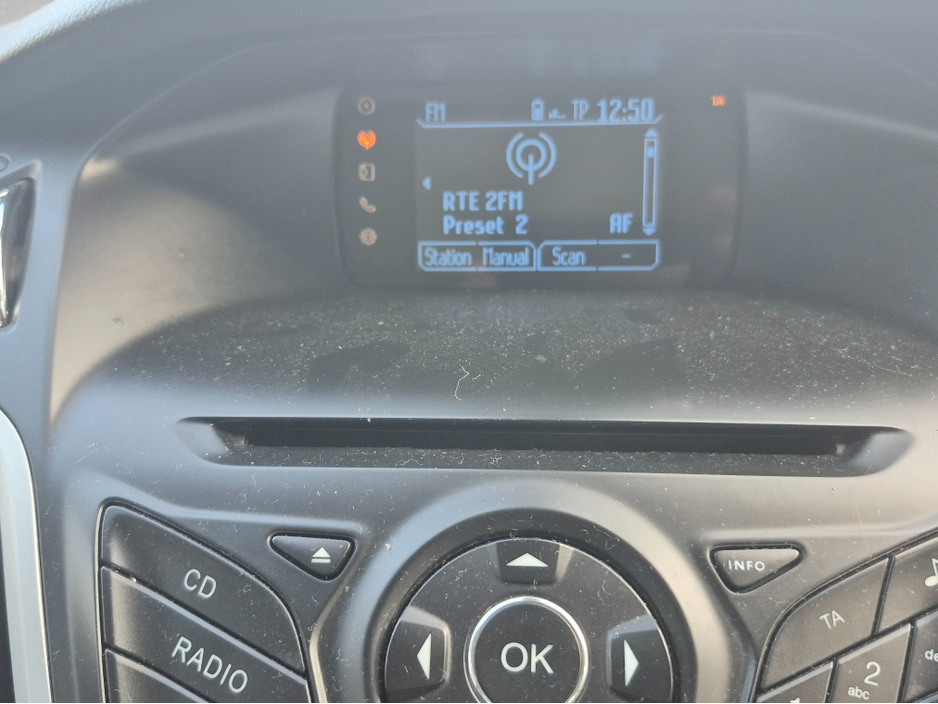 FM TP 12:50
TA
RTE 2FM
Preset 2 AF
Station Manual Scan -
CD
INFO
RADIO
OK
TA
2
abc